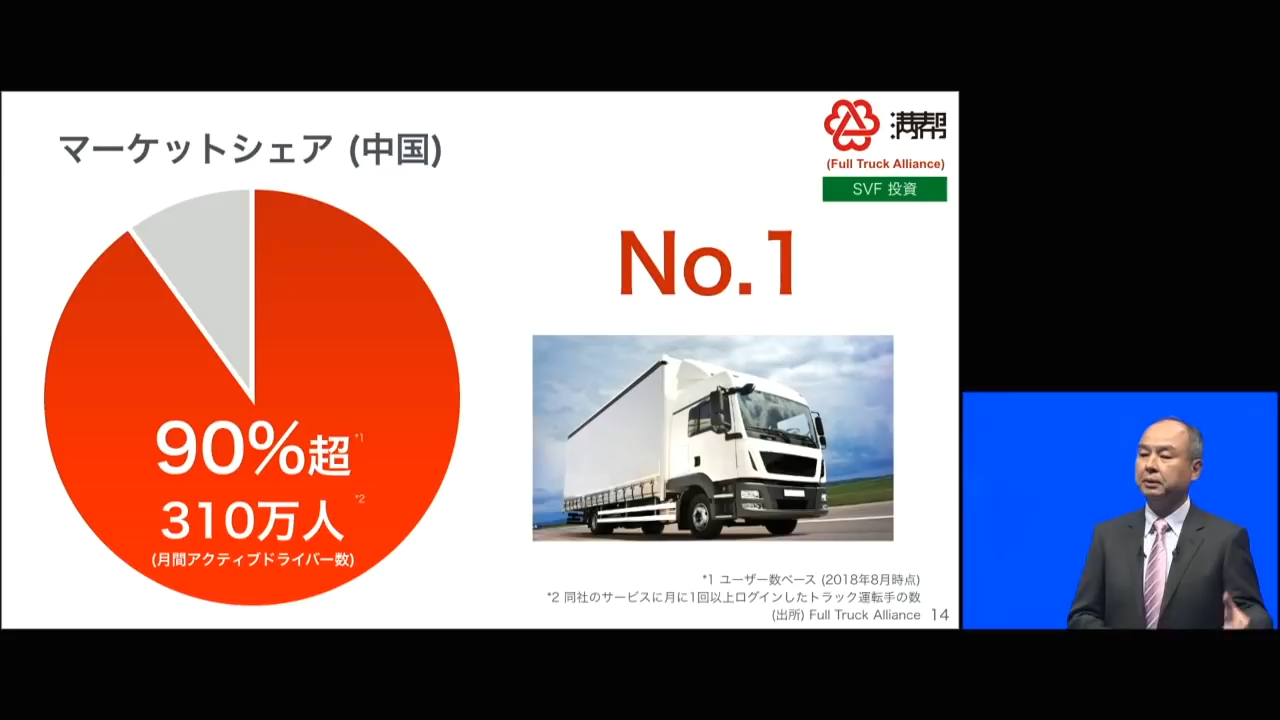 マーケットシェア (中国)
満帮
(Full Truck Alliance)
SVF 投資
No.1
90%超 *1
310万人 *2
(月間アクティブドライバー数)
*1 ユーザー数ベース (2018年8月時点)
*2 同社のサービスに月に1回以上ログインしたトラック運転手の数
(出所) Full Truck Alliance 14